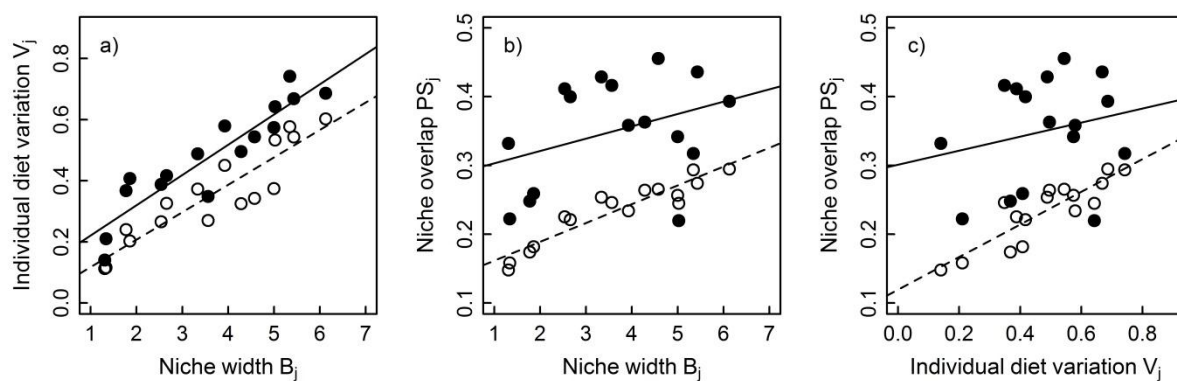 a)
Individual diet variation Vj
0.0 0.2 0.4 0.6 0.8
1 2 3 4 5 6 7
Niche width Bj
b)
Niche overlap PSj
0.1 0.2 0.3 0.4 0.5
1 2 3 4 5 6 7
Niche width Bj
c)
Niche overlap PSj
0.1 0.2 0.3 0.4 0.5
0.0 0.2 0.4 0.6 0.8
Individual diet variation Vj